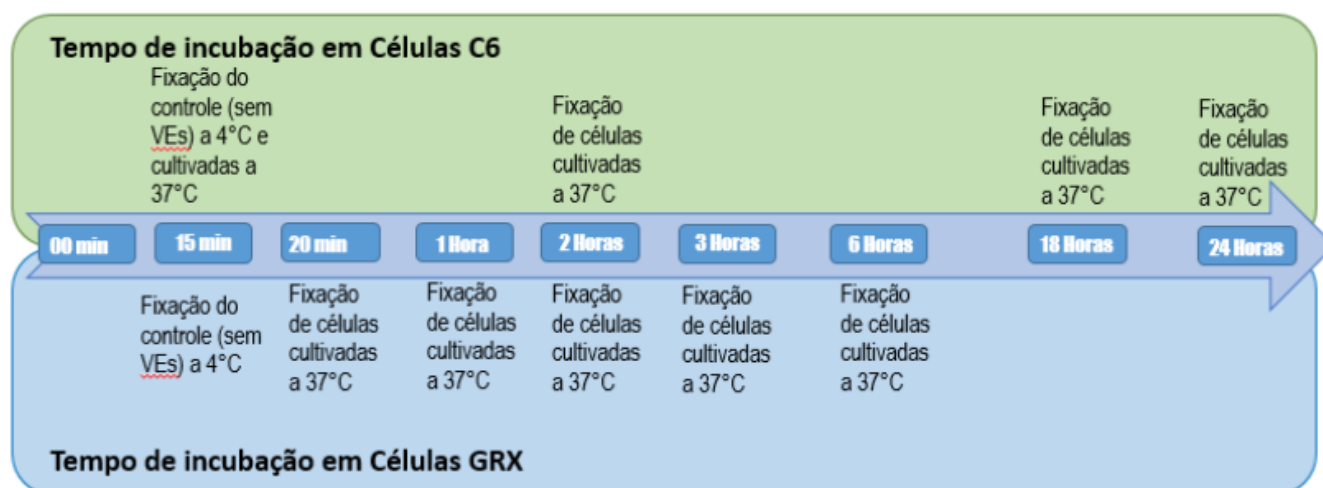 Tempo de incubação em Células C6
Fixação do
controle (sem
VEs) a 4°C e
cultivadas a
37°C
Fixação
de células
cultivadas
a 37°C
Fixação
de células
cultivadas
a 37°C
Fixação
de células
cultivadas
a 37°C
00 min
15 min
20 min
1 Hora
2 Horas
3 Horas
6 Horas
18 Horas
24 Horas
Fixação do
controle (sem
VEs) a 4°C
Fixação
de células
cultivadas
a 37°C
Fixação
de células
cultivadas
a 37°C
Fixação
de células
cultivadas
a 37°C
Fixação
de células
cultivadas
a 37°C
Fixação
de células
cultivadas
a 37°C
Tempo de incubação em Células GRX